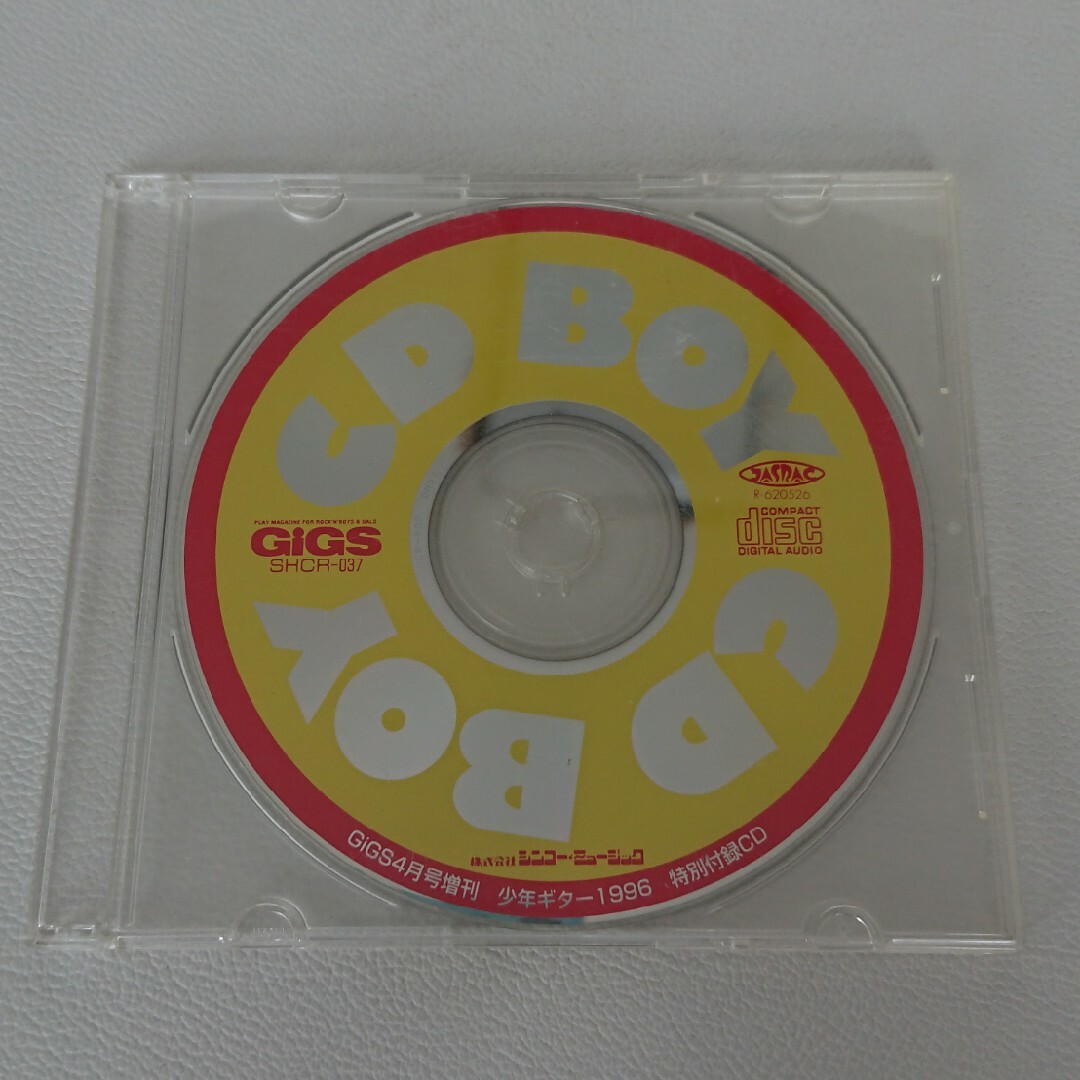 CD BOY
JASRAC
R-620526
COMPACT
disc
DIGITAL AUDIO
PLAY MAGAZINE FOR ROCK'N'BOYS & GALS
GiGS
SHCR-037
CD BOY
株式会社シンコー・ミュージック
GiGS4月号増刊 少年ギター1996 特別付録CD